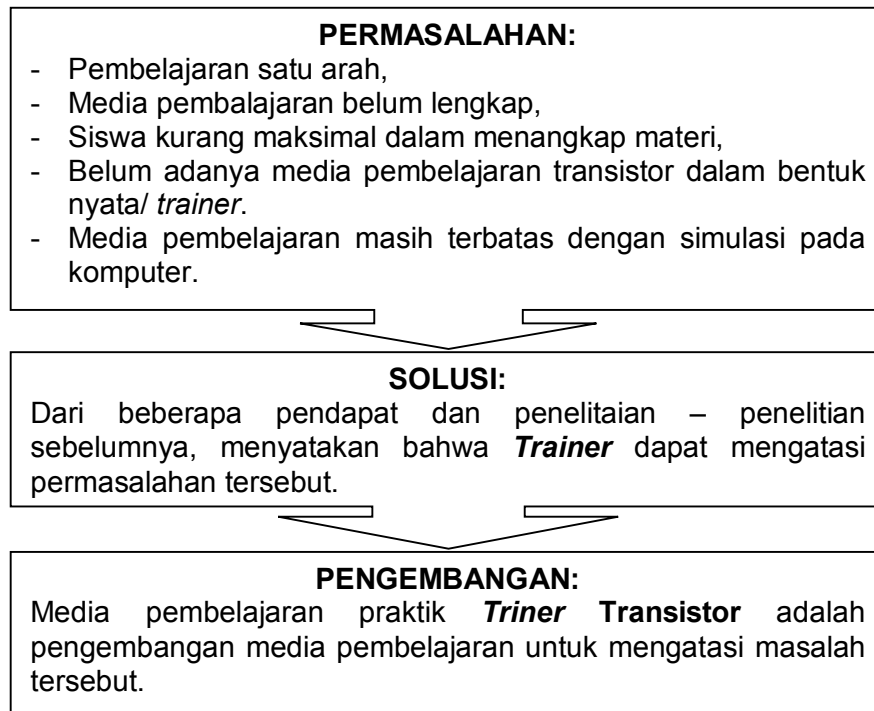 PERMASALAHAN:
- Pembelajaran satu arah,
- Media pembalajaran belum lengkap,
- Siswa kurang maksimal dalam menangkap materi,
- Belum adanya media pembelajaran transistor dalam bentuk
nyata/ trainer.
- Media pembelajaran masih terbatas dengan simulasi pada
komputer.
SOLUSI:
Dari beberapa pendapat dan penelitaian – penelitian
sebelumnya, menyatakan bahwa Trainer dapat mengatasi
permasalahan tersebut.
PENGEMBANGAN:
Media pembelajaran praktik Triner Transistor adalah
pengembangan media pembelajaran untuk mengatasi masalah
tersebut.